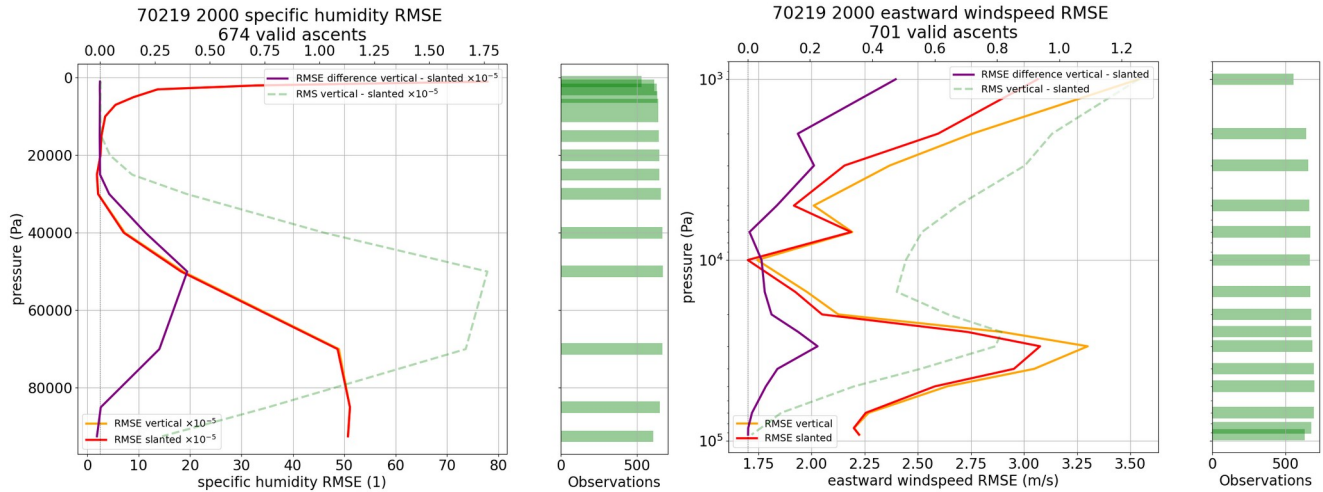 70219 2000 specific humidity RMSE
674 valid ascents
0.00 0.25 0.50 0.75 1.00 1.25 1.50 1.75
RMSE difference vertical - slanted ×10⁻⁵
RMS vertical - slanted ×10⁻⁵
0
20000
40000
60000
80000
pressure (Pa)
RMSE vertical ×10⁻⁵
RMSE slanted ×10⁻⁵
0 10 20 30 40 50 60 70 80
specific humidity RMSE (1)
0 500
Observations
70219 2000 eastward windspeed RMSE
701 valid ascents
0.0 0.2 0.4 0.6 0.8 1.0 1.2
RMSE difference vertical - slanted
RMS vertical - slanted
10³
10⁴
10⁵
pressure (Pa)
RMSE vertical
RMSE slanted
1.75 2.00 2.25 2.50 2.75 3.00 3.25 3.50
eastward windspeed RMSE (m/s)
0 500
Observations